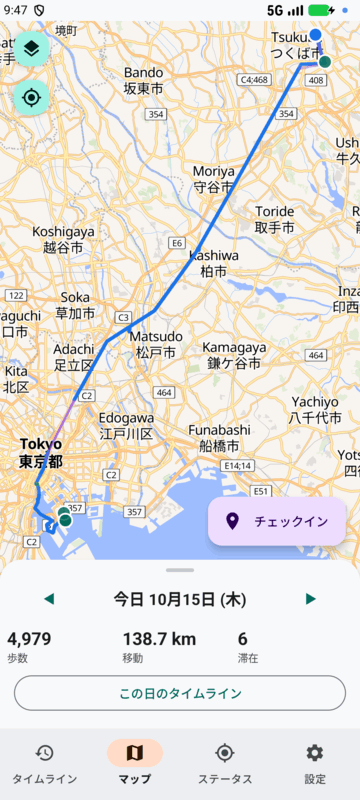 9:47
5G
境町
Tsuku
つくば市
Bando
坂東市
C4;468
408
354
354
Moriya
守谷市
Toride
取手市
Ush
牛久
Koshigaya
越谷市
E6
Kashiwa
柏市
122
Soka
草加市
C3
Inza
印西
aguchi
口市
Matsudo
松戸市
Adachi
足立区
Kamagaya
鎌ケ谷市
464
Kita
北区
C2
464
Yachiyo
八千代市
Edogawa
江戸川区
Funabashi
船橋市
Tokyo
東京都
C2
E14;14
Yots
四街
E51
357
357
C2
チェックイン
今日 10月15日 (木)
4,979
138.7 km
6
歩数
移動
滞在
この日のタイムライン
タイムライン
マップ
ステータス
設定